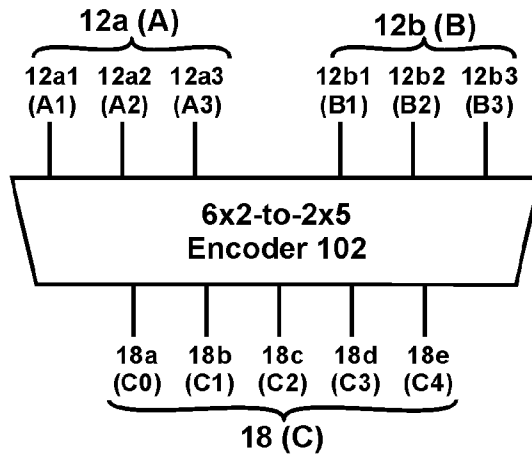 12a (A) 12b (B)
12a1 12a2 12a3 12b1 12b2 12b3
(A1) (A2) (A3) (B1) (B2) (B3)
6x2-to-2x5
Encoder 102
18a 18b 18c 18d 18e
(C0) (C1) (C2) (C3) (C4)
18 (C)